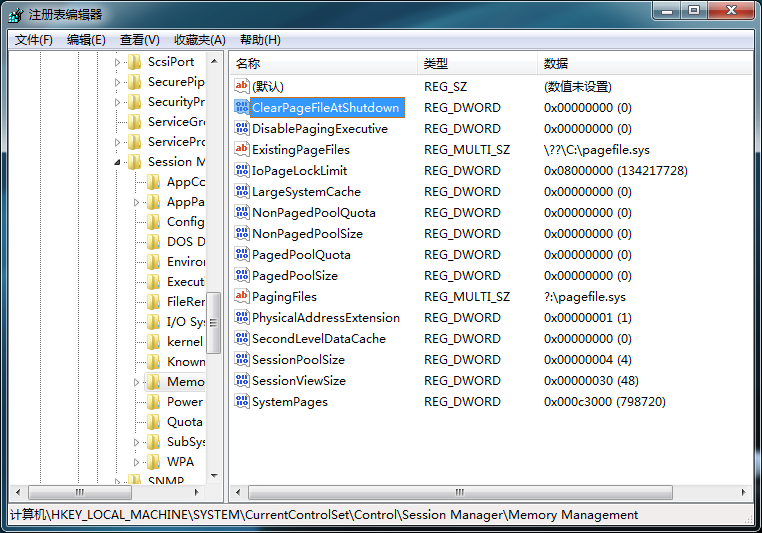 注册表编辑器
文件(F) 编辑(E) 查看(V) 收藏夹(A) 帮助(H)
ScsiPort
SecurePip
SecurityPr
ServiceGro
ServicePro
Session M
AppCo
AppPa
Config
DOS D
Environ
Execut
FileRen
I/O Sys
kernel
Known
Memo
Power
Quota
SubSys
WPA
SNMP
名称 类型 数据
(默认) REG_SZ (数值未设置)
ClearPageFileAtShutdown REG_DWORD 0x00000000 (0)
DisablePagingExecutive REG_DWORD 0x00000000 (0)
ExistingPageFiles REG_MULTI_SZ \??\C:\pagefile.sys
IoPageLockLimit REG_DWORD 0x08000000 (134217728)
LargeSystemCache REG_DWORD 0x00000000 (0)
NonPagedPoolQuota REG_DWORD 0x00000000 (0)
NonPagedPoolSize REG_DWORD 0x00000000 (0)
PagedPoolQuota REG_DWORD 0x00000000 (0)
PagedPoolSize REG_DWORD 0x00000000 (0)
PagingFiles REG_MULTI_SZ ?:\pagefile.sys
PhysicalAddressExtension REG_DWORD 0x00000001 (1)
SecondLevelDataCache REG_DWORD 0x00000000 (0)
SessionPoolSize REG_DWORD 0x00000004 (4)
SessionViewSize REG_DWORD 0x00000030 (48)
SystemPages REG_DWORD 0x000c3000 (798720)
计算机\HKEY_LOCAL_MACHINE\SYSTEM\CurrentControlSet\Control\Session Manager\Memory Management